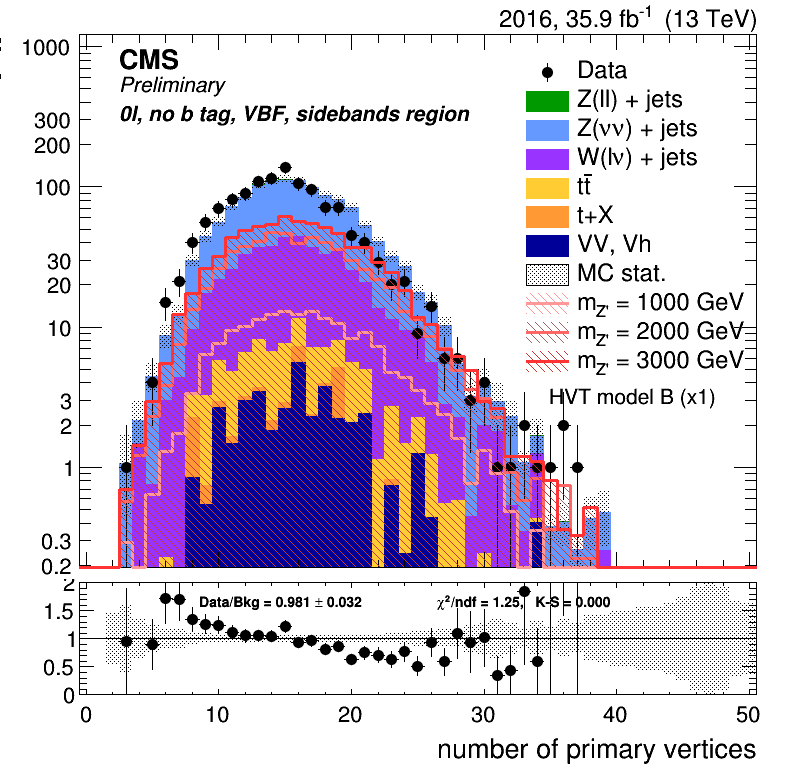 2016, 35.9 fb⁻¹ (13 TeV)
CMS
Preliminary
0l, no b tag, VBF, sidebands region
Data
Z(ll) + jets
Z(νν) + jets
W(lν) + jets
tt̄
t+X
VV, Vh
MC stat.
m_Z' = 1000 GeV
m_Z' = 2000 GeV
m_Z' = 3000 GeV
HVT model B (x1)
1000
300
200
100
30
20
10
3
2
1
0.3
0.2
Data/Bkg = 0.981 ± 0.032
χ²/ndf = 1.25, K-S = 0.000
2
1.5
1
0.5
0
0 10 20 30 40 50
number of primary vertices